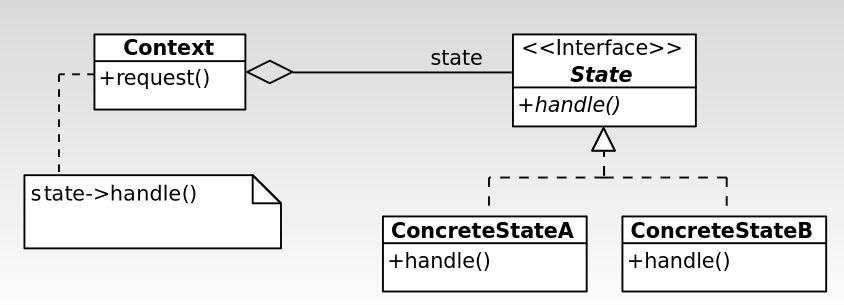 Context
+request()
state
<<Interface>>
State
+handle()
state->handle()
ConcreteStateA
+handle()
ConcreteStateB
+handle()